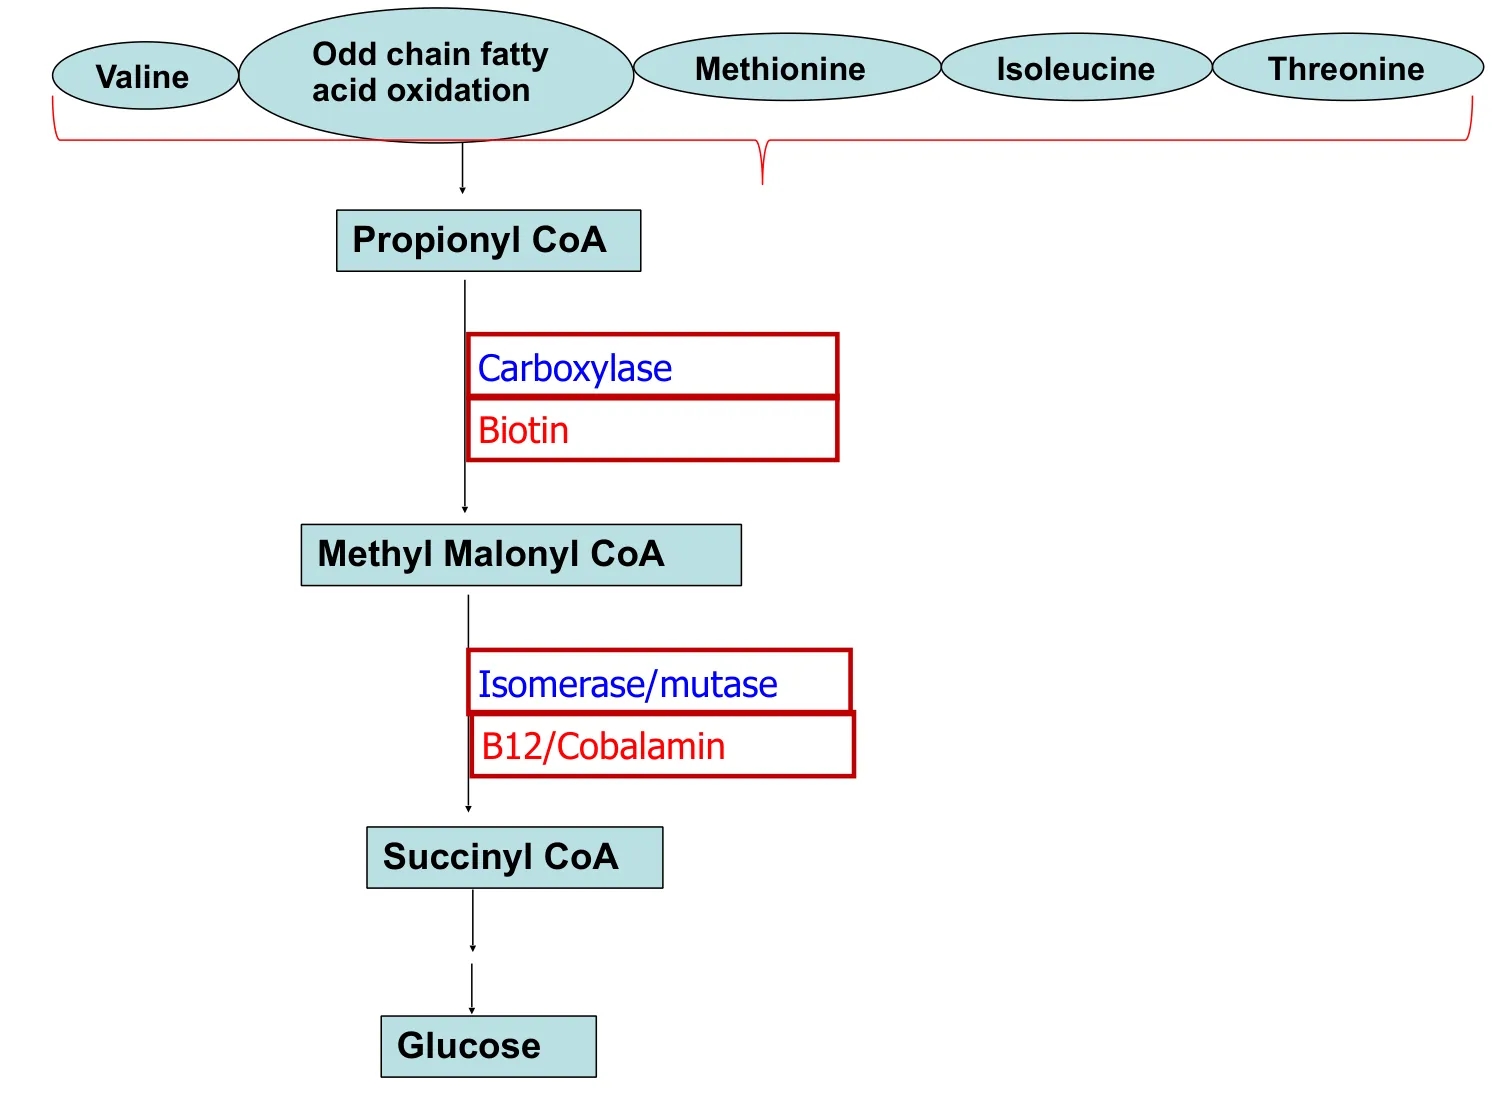 Valine
Odd chain fatty
acid oxidation
Methionine
Isoleucine
Threonine
Propionyl CoA
Carboxylase
Biotin
Methyl Malonyl CoA
Isomerase/mutase
B12/Cobalamin
Succinyl CoA
Glucose